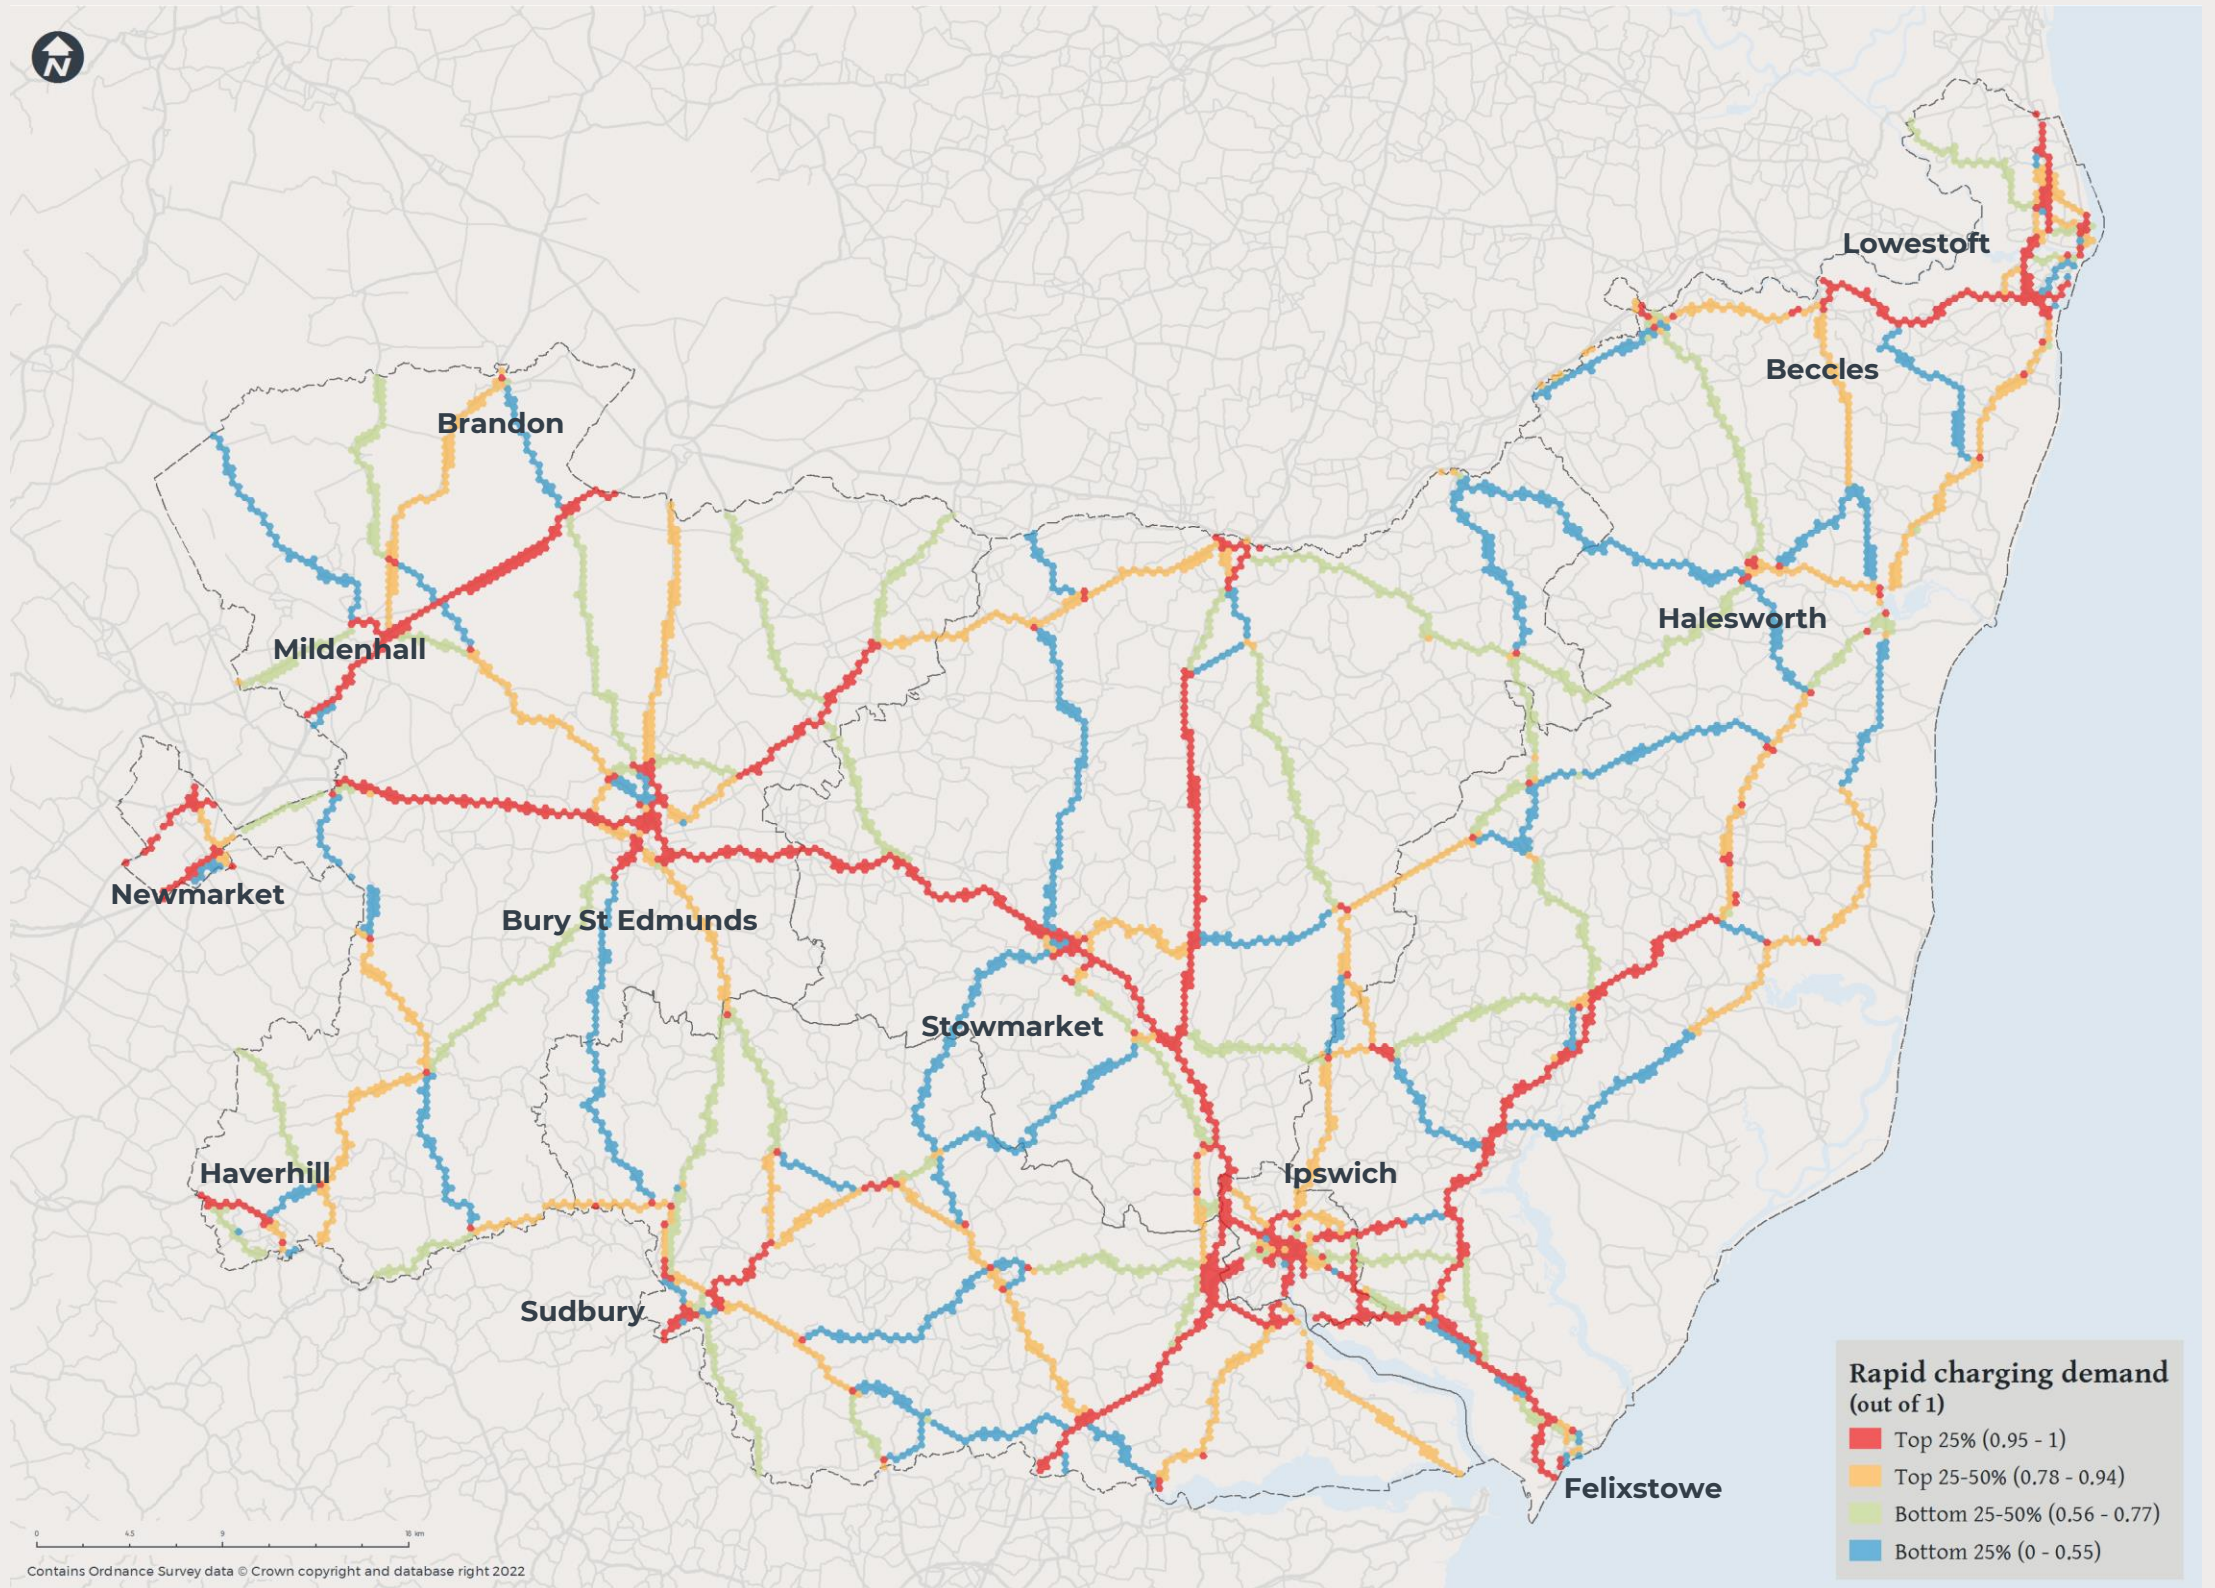 N
Lowestoft
Beccles
Brandon
Halesworth
Mildenhall
Newmarket
Bury St Edmunds
Stowmarket
Haverhill
Ipswich
Sudbury
Felixstowe
Rapid charging demand
(out of 1)
Top 25% (0.95 - 1)
Top 25-50% (0.78 - 0.94)
Bottom 25-50% (0.56 - 0.77)
Bottom 25% (0 - 0.55)
0 4.5 9 18 km
Contains Ordnance Survey data © Crown copyright and database right 2022